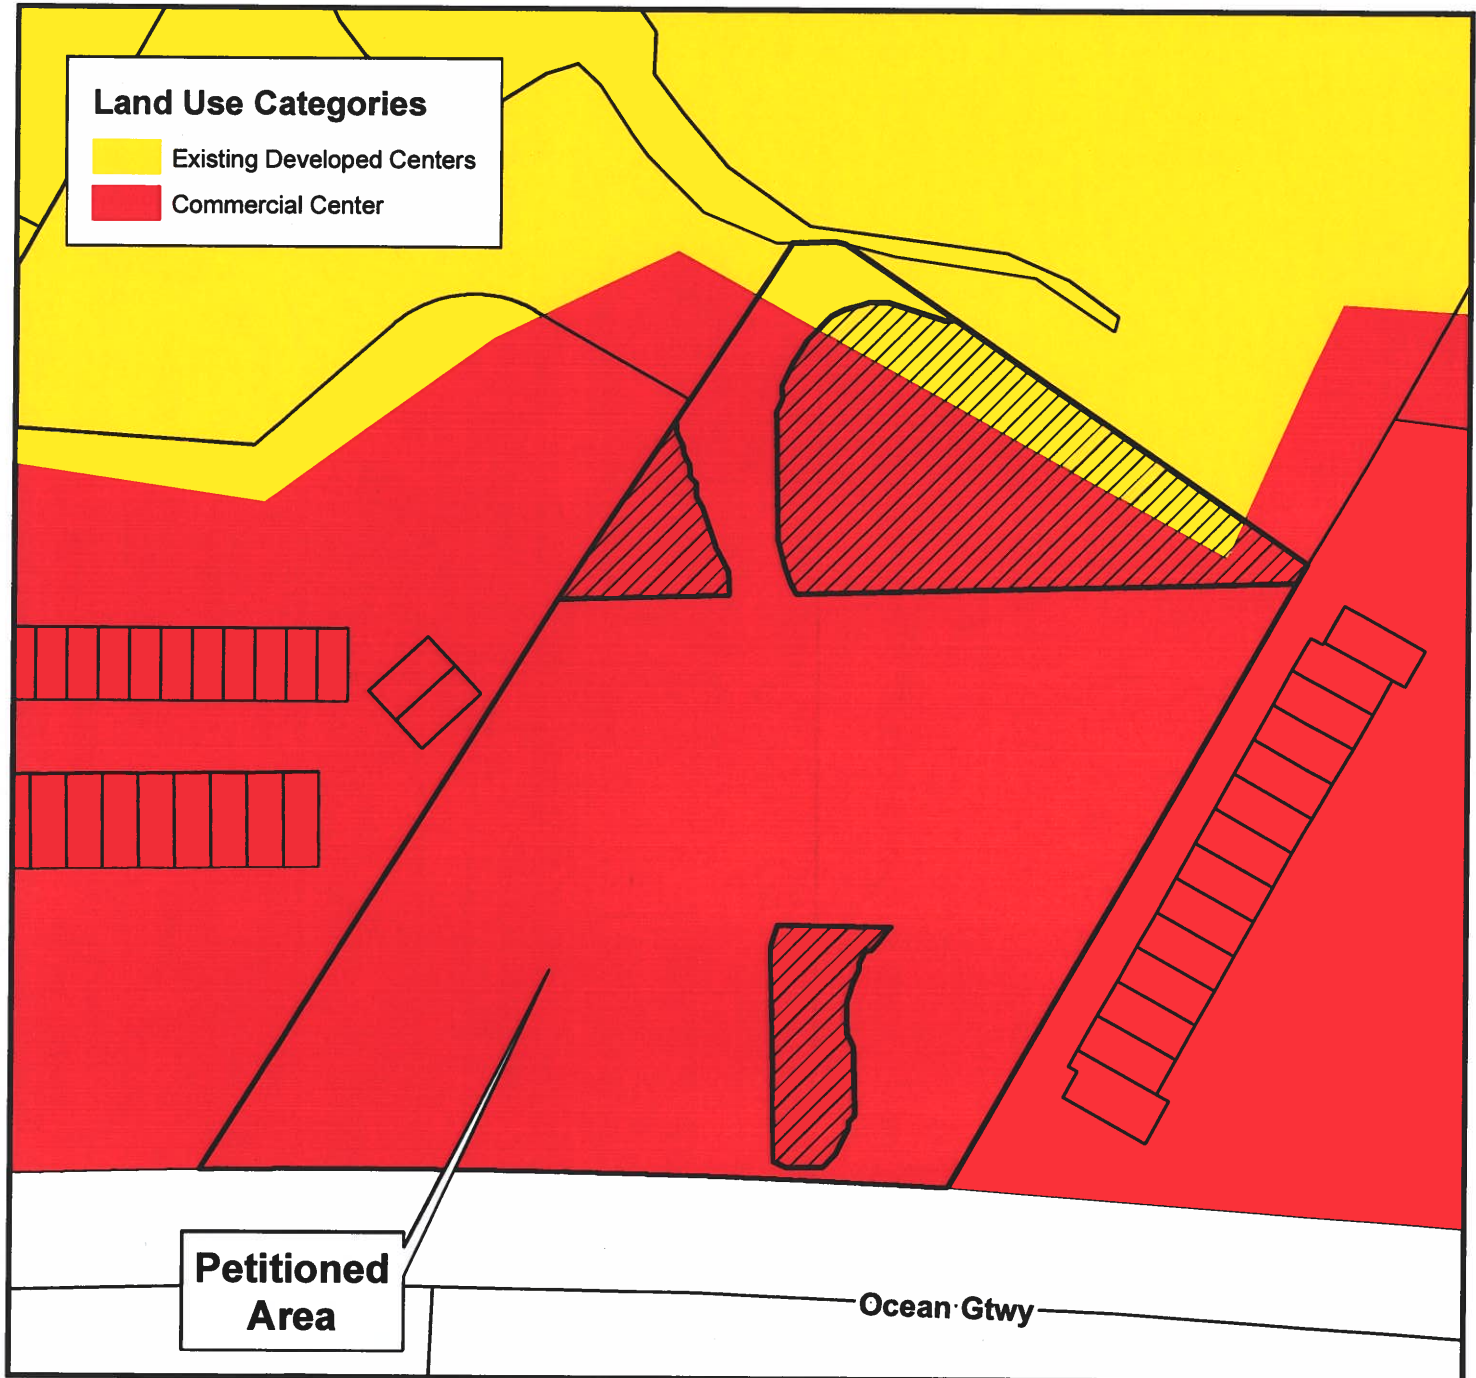 Land Use Categories
Existing Developed Centers
Commercial Center
Petitioned
Area
Ocean Gtwy